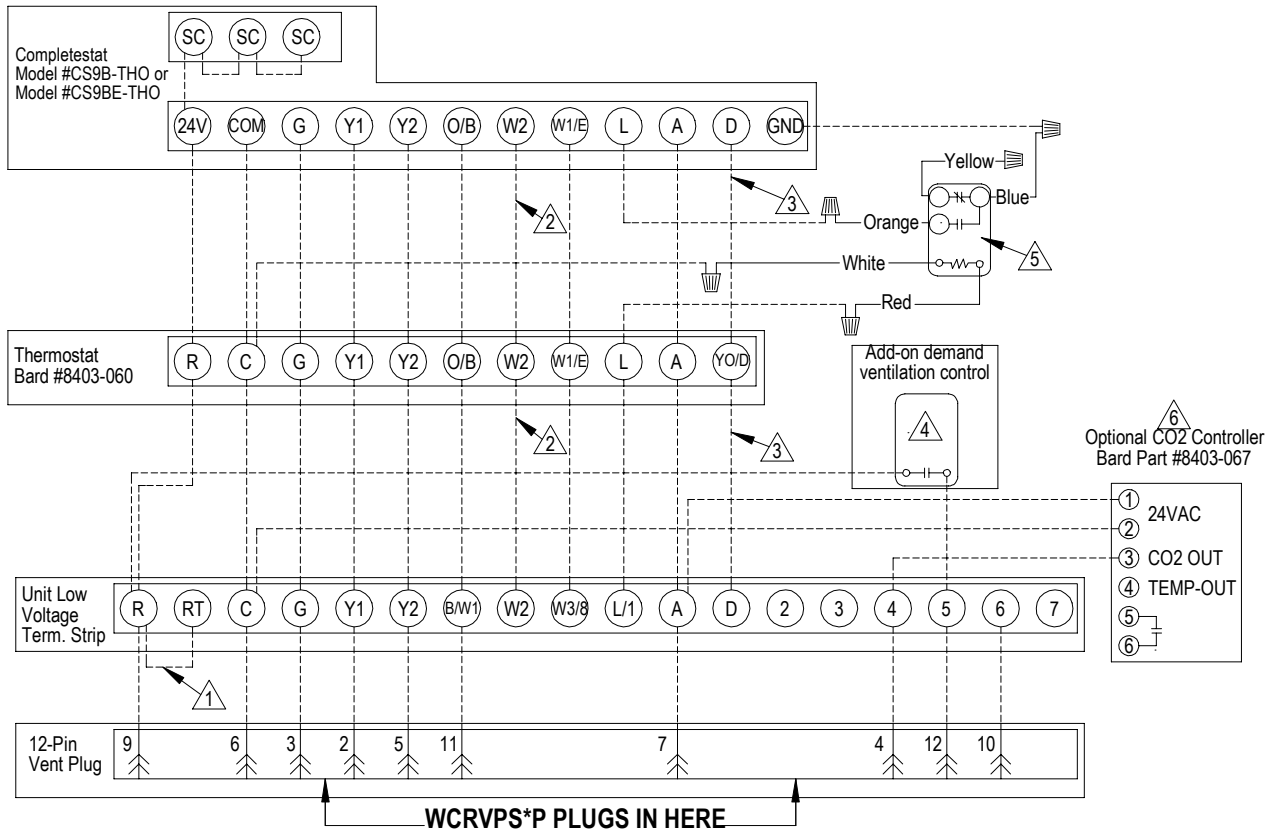 Completestat
Model #CS9B-THO or
Model #CS9BE-THO
SC SC SC
24V COM G Y1 Y2 O/B W2 W1/E L A D GND
2
3
Yellow
Blue
Orange
5
White
Red
Thermostat
Bard #8403-060
R C G Y1 Y2 O/B W2 W1/E L A YO/D
2
3
Add-on demand
ventilation control
4
6
Optional CO2 Controller
Bard Part #8403-067
1
24VAC
2
3 CO2 OUT
4 TEMP-OUT
5
6
Unit Low
Voltage
Term. Strip
R RT C G Y1 Y2 B/W1 W2 W3/8 L/1 A D 2 3 4 5 6 7
1
12-Pin
Vent Plug
9 6 3 2 5 11 7 4 12 10
WCRVPS*P PLUGS IN HERE